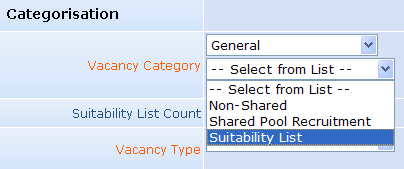 Categorisation
General
Vacancy Category
-- Select from List --
-- Select from List --
Non-Shared
Shared Pool Recruitment
Suitability List
Suitability List Count
Vacancy Type